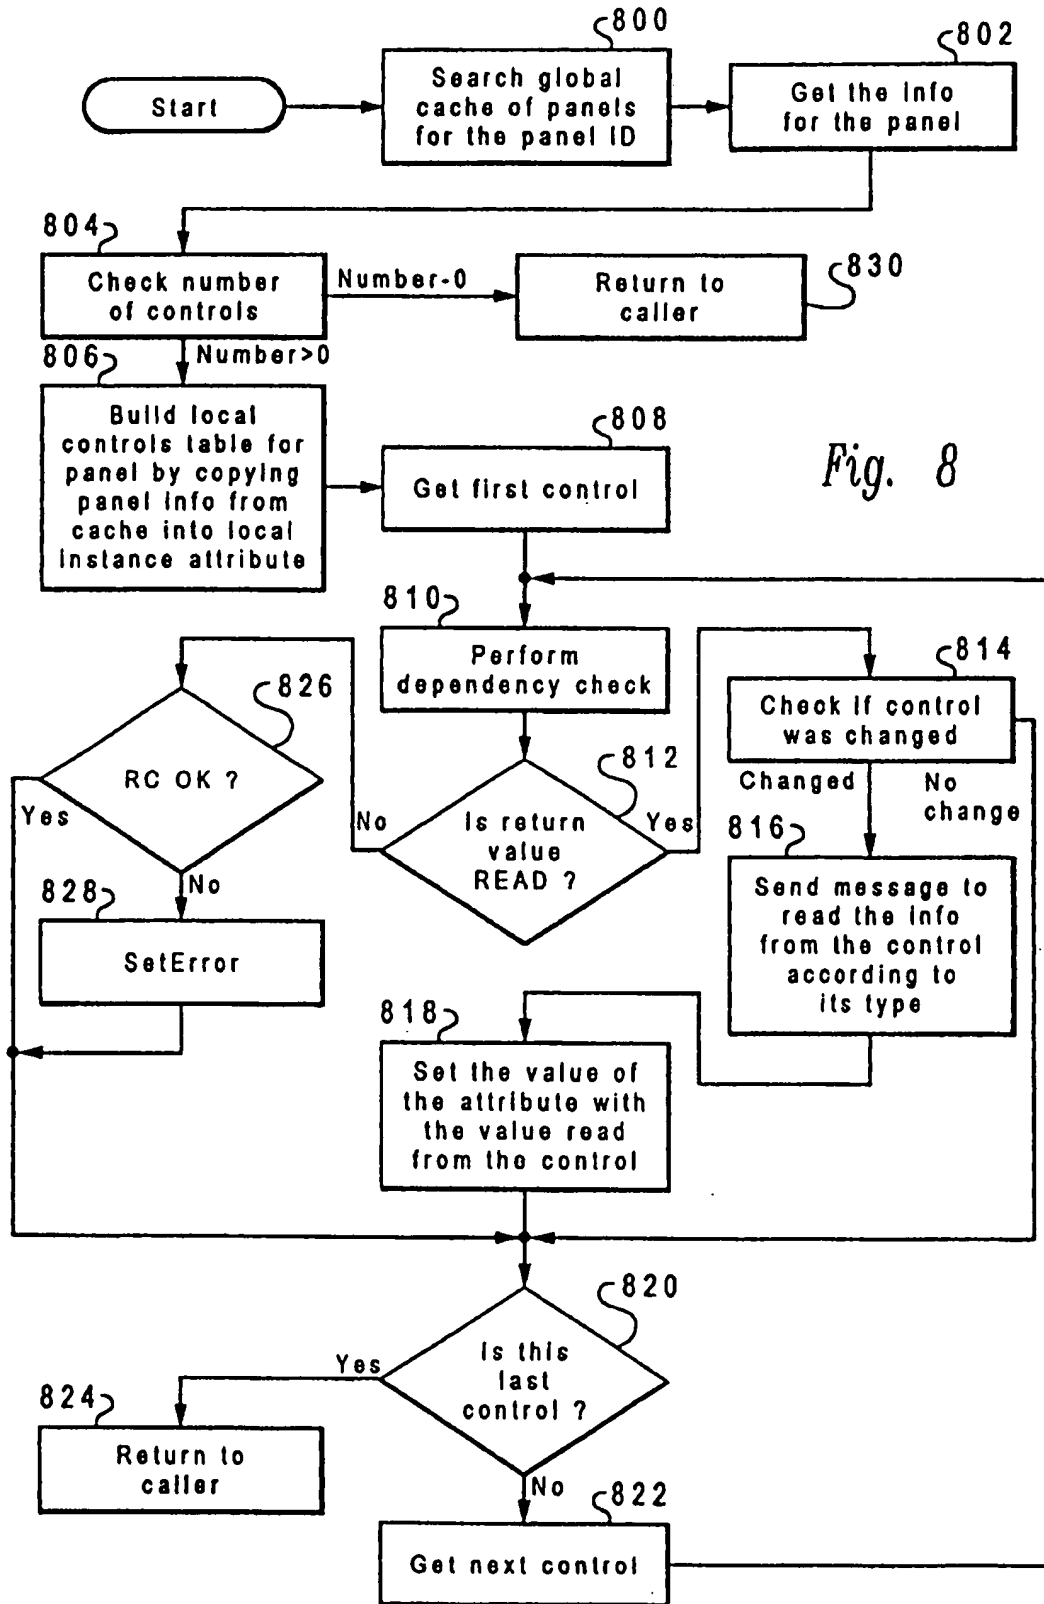 800
802
Start
Search global
cache of panels
for the panel ID
Get the info
for the panel
804
Check number
of controls
Number-0
Return to
caller
830
806
Number>0
Build local
controls table for
panel by copying
panel info from
cache into local
instance attribute
808
Get first control
Fig. 8
810
Perform
dependency check
814
Check if control
was changed
826
RC OK ?
Yes
No
812
Is return
value
READ ?
No
Yes
Changed
No
change
816
Send message to
read the info
from the control
according to
its type
828
SetError
818
Set the value of
the attribute with
the value read
from the control
820
Is this
last
control ?
Yes
No
824
Return to
caller
822
Get next control